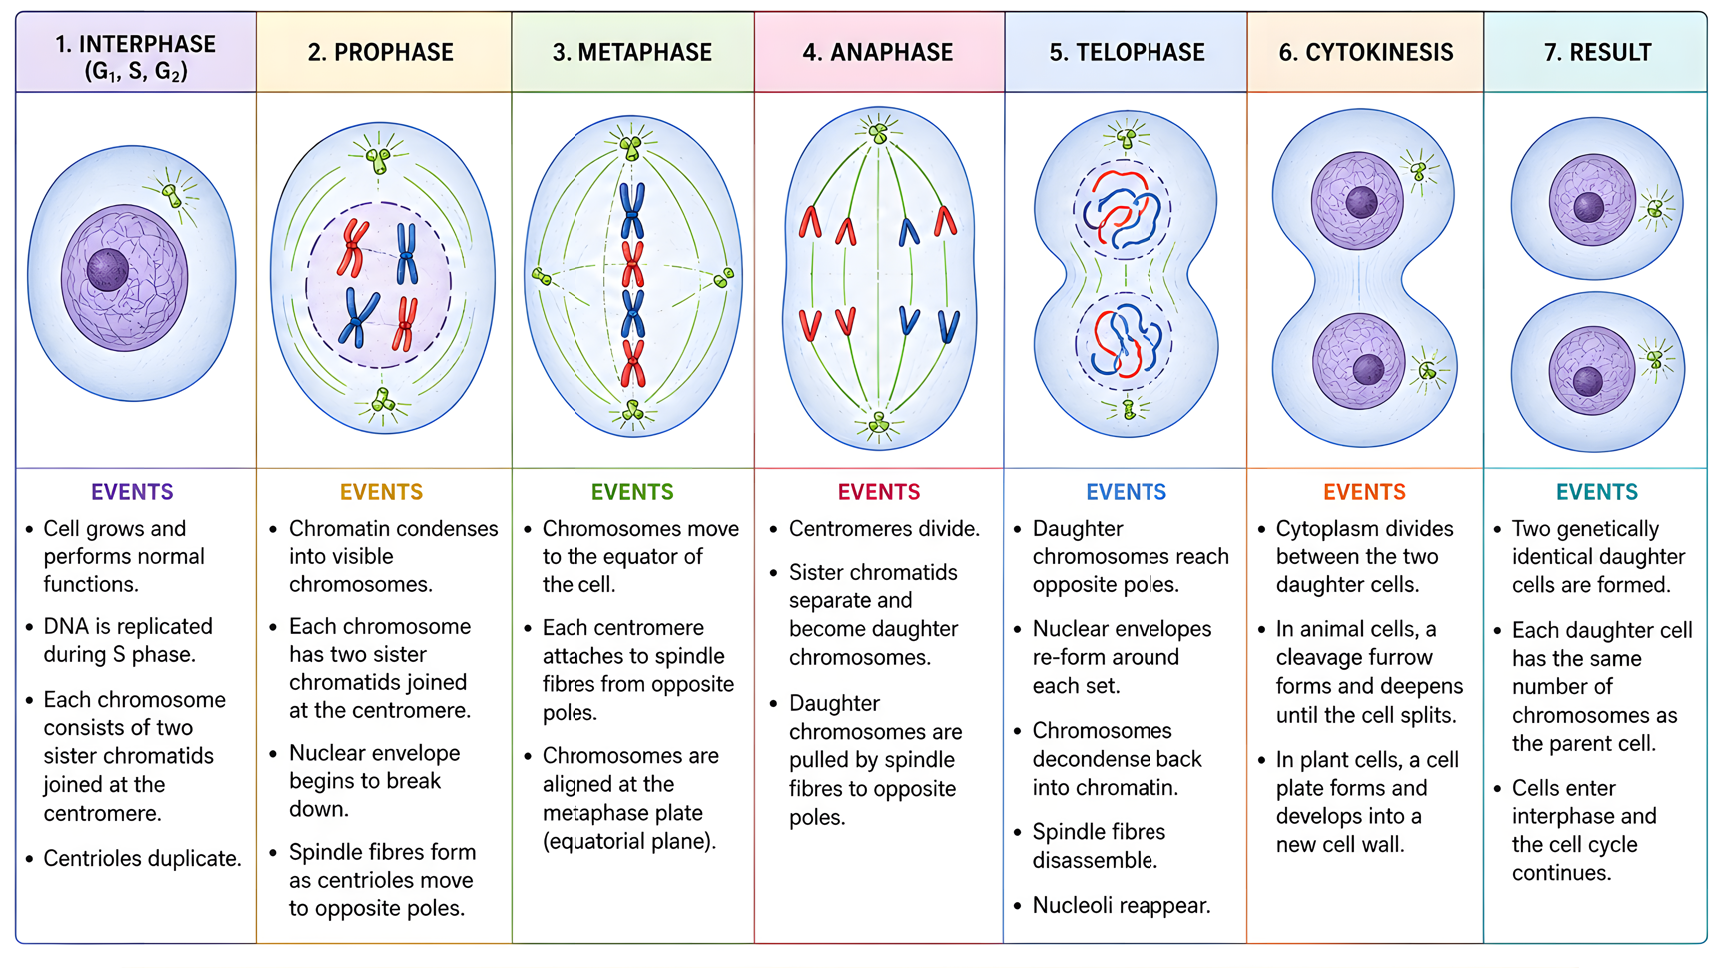 1. INTERPHASE
(G₁, S, G₂)
2. PROPHASE
3. METAPHASE
4. ANAPHASE
5. TELOPHASE
6. CYTOKINESIS
7. RESULT
EVENTS
• Cell grows and
performs normal
functions.
• DNA is replicated
during S phase.
• Each chromosome
consists of two
sister chromatids
joined at the
centromere.
• Centrioles duplicate.
EVENTS
• Chromatin condenses
into visible
chromosomes.
• Each chromosome
has two sister
chromatids joined
at the centromere.
• Nuclear envelope
begins to break
down.
• Spindle fibres form
as centrioles move
to opposite poles.
EVENTS
• Chromosomes move
to the equator of
the cell.
• Each centromere
attaches to spindle
fibres from opposite
poles.
• Chromosomes are
aligned at the
metaphase plate
(equatorial plane).
EVENTS
• Centromeres divide.
• Sister chromatids
separate and
become daughter
chromosomes.
• Daughter
chromosomes are
pulled by spindle
fibres to opposite
poles.
EVENTS
• Daughter
chromosomes reach
opposite poles.
• Nuclear envelopes
re-form around
each set.
• Chromosomes
decondense back
into chromatin.
• Spindle fibres
disassemble.
• Nucleoli reappear.
EVENTS
• Cytoplasm divides
between the two
daughter cells.
• In animal cells, a
cleavage furrow
forms and deepens
until the cell splits.
• In plant cells, a cell
plate forms and
develops into a
new cell wall.
EVENTS
• Two genetically
identical daughter
cells are formed.
• Each daughter cell
has the same
number of
chromosomes as
the parent cell.
• Cells enter
interphase and
the cell cycle
continues.